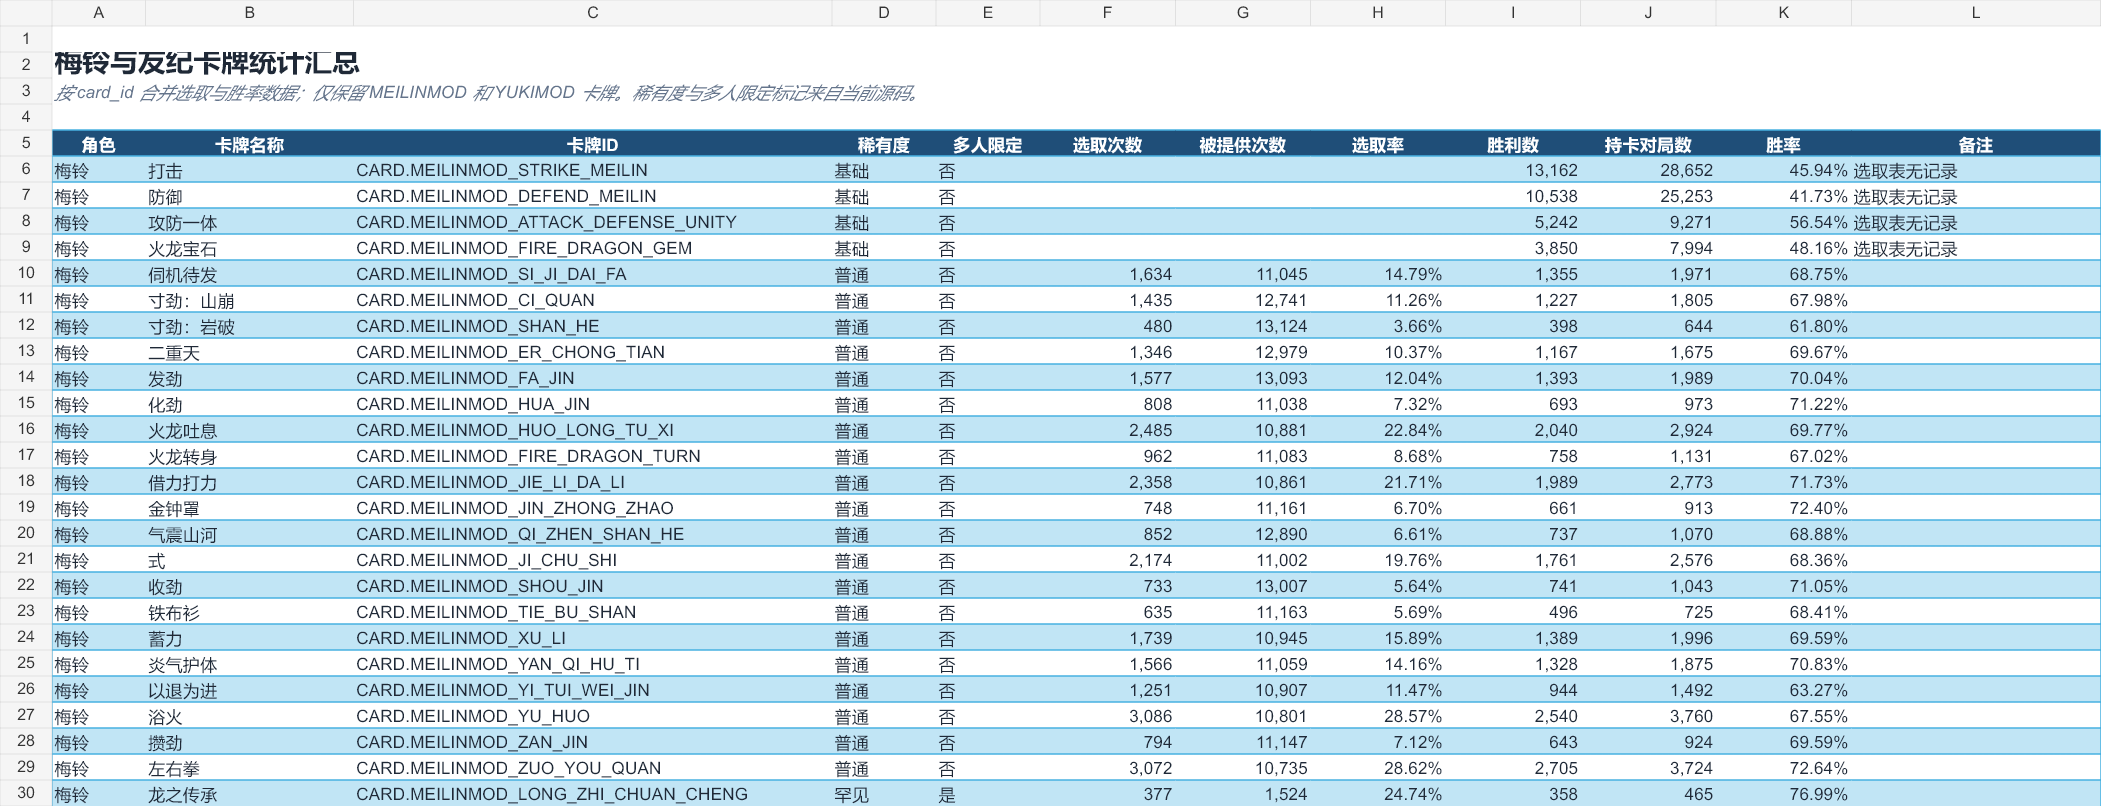 A B C D E F G H I J K L
1
2 梅铃与友纪卡牌统计汇总
3 按card_id 合并选取与胜率数据；仅保留MEILINMOD 和YUKIMOD 卡牌。稀有度与多人限定标记来自当前源码。
4
5 角色 卡牌名称 卡牌ID 稀有度 多人限定 选取次数 被提供次数 选取率 胜利数 持卡对局数 胜率 备注
6 梅铃 打击 CARD.MEILINMOD_STRIKE_MEILIN 基础 否 13,162 28,652 45.94% 选取表无记录
7 梅铃 防御 CARD.MEILINMOD_DEFEND_MEILIN 基础 否 10,538 25,253 41.73% 选取表无记录
8 梅铃 攻防一体 CARD.MEILINMOD_ATTACK_DEFENSE_UNITY 基础 否 5,242 9,271 56.54% 选取表无记录
9 梅铃 火龙宝石 CARD.MEILINMOD_FIRE_DRAGON_GEM 基础 否 3,850 7,994 48.16% 选取表无记录
10 梅铃 伺机待发 CARD.MEILINMOD_SI_JI_DAI_FA 普通 否 1,634 11,045 14.79% 1,355 1,971 68.75%
11 梅铃 寸劲：山崩 CARD.MEILINMOD_CI_QUAN 普通 否 1,435 12,741 11.26% 1,227 1,805 67.98%
12 梅铃 寸劲：岩破 CARD.MEILINMOD_SHAN_HE 普通 否 480 13,124 3.66% 398 644 61.80%
13 梅铃 二重天 CARD.MEILINMOD_ER_CHONG_TIAN 普通 否 1,346 12,979 10.37% 1,167 1,675 69.67%
14 梅铃 发劲 CARD.MEILINMOD_FA_JIN 普通 否 1,577 13,093 12.04% 1,393 1,989 70.04%
15 梅铃 化劲 CARD.MEILINMOD_HUA_JIN 普通 否 808 11,038 7.32% 693 973 71.22%
16 梅铃 火龙吐息 CARD.MEILINMOD_HUO_LONG_TU_XI 普通 否 2,485 10,881 22.84% 2,040 2,924 69.77%
17 梅铃 火龙转身 CARD.MEILINMOD_FIRE_DRAGON_TURN 普通 否 962 11,083 8.68% 758 1,131 67.02%
18 梅铃 借力打力 CARD.MEILINMOD_JIE_LI_DA_LI 普通 否 2,358 10,861 21.71% 1,989 2,773 71.73%
19 梅铃 金钟罩 CARD.MEILINMOD_JIN_ZHONG_ZHAO 普通 否 748 11,161 6.70% 661 913 72.40%
20 梅铃 气震山河 CARD.MEILINMOD_QI_ZHEN_SHAN_HE 普通 否 852 12,890 6.61% 737 1,070 68.88%
21 梅铃 式 CARD.MEILINMOD_JI_CHU_SHI 普通 否 2,174 11,002 19.76% 1,761 2,576 68.36%
22 梅铃 收劲 CARD.MEILINMOD_SHOU_JIN 普通 否 733 13,007 5.64% 741 1,043 71.05%
23 梅铃 铁布衫 CARD.MEILINMOD_TIE_BU_SHAN 普通 否 635 11,163 5.69% 496 725 68.41%
24 梅铃 蓄力 CARD.MEILINMOD_XU_LI 普通 否 1,739 10,945 15.89% 1,389 1,996 69.59%
25 梅铃 炎气护体 CARD.MEILINMOD_YAN_QI_HU_TI 普通 否 1,566 11,059 14.16% 1,328 1,875 70.83%
26 梅铃 以退为进 CARD.MEILINMOD_YI_TUI_WEI_JIN 普通 否 1,251 10,907 11.47% 944 1,492 63.27%
27 梅铃 浴火 CARD.MEILINMOD_YU_HUO 普通 否 3,086 10,801 28.57% 2,540 3,760 67.55%
28 梅铃 攒劲 CARD.MEILINMOD_ZAN_JIN 普通 否 794 11,147 7.12% 643 924 69.59%
29 梅铃 左右拳 CARD.MEILINMOD_ZUO_YOU_QUAN 普通 否 3,072 10,735 28.62% 2,705 3,724 72.64%
30 梅铃 龙之传承 CARD.MEILINMOD_LONG_ZHI_CHUAN_CHENG 罕见 是 377 1,524 24.74% 358 465 76.99%